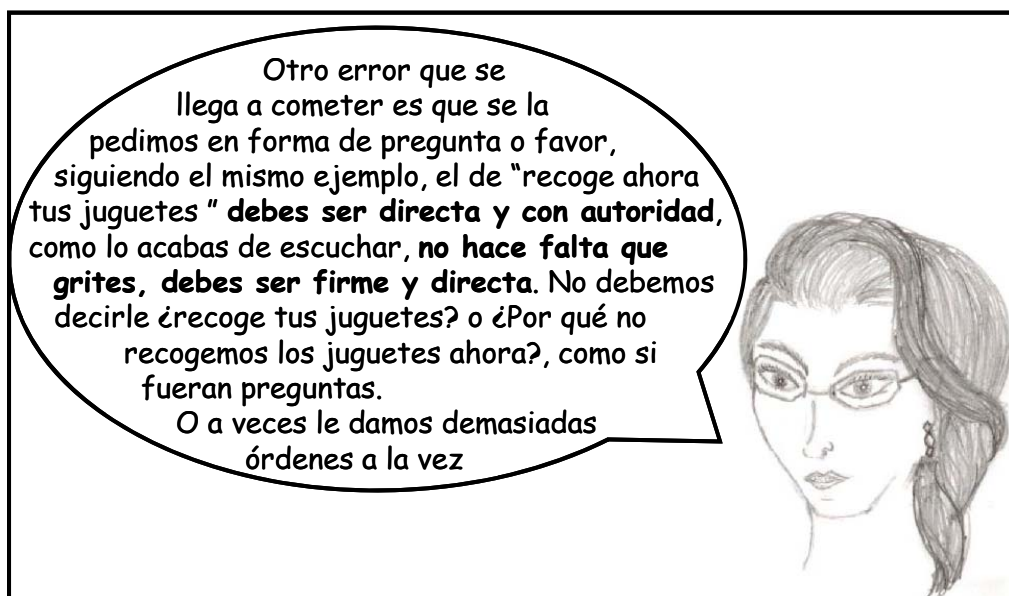 Otro error que se
llega a cometer es que se la
pedimos en forma de pregunta o favor,
siguiendo el mismo ejemplo, el de “recoge ahora
tus juguetes ” debes ser directa y con autoridad,
como lo acabas de escuchar, no hace falta que
grites, debes ser firme y directa. No debemos
decirle ¿recoge tus juguetes? o ¿Por qué no
recogemos los juguetes ahora?, como si
fueran preguntas.
O a veces le damos demasiadas
órdenes a la vez